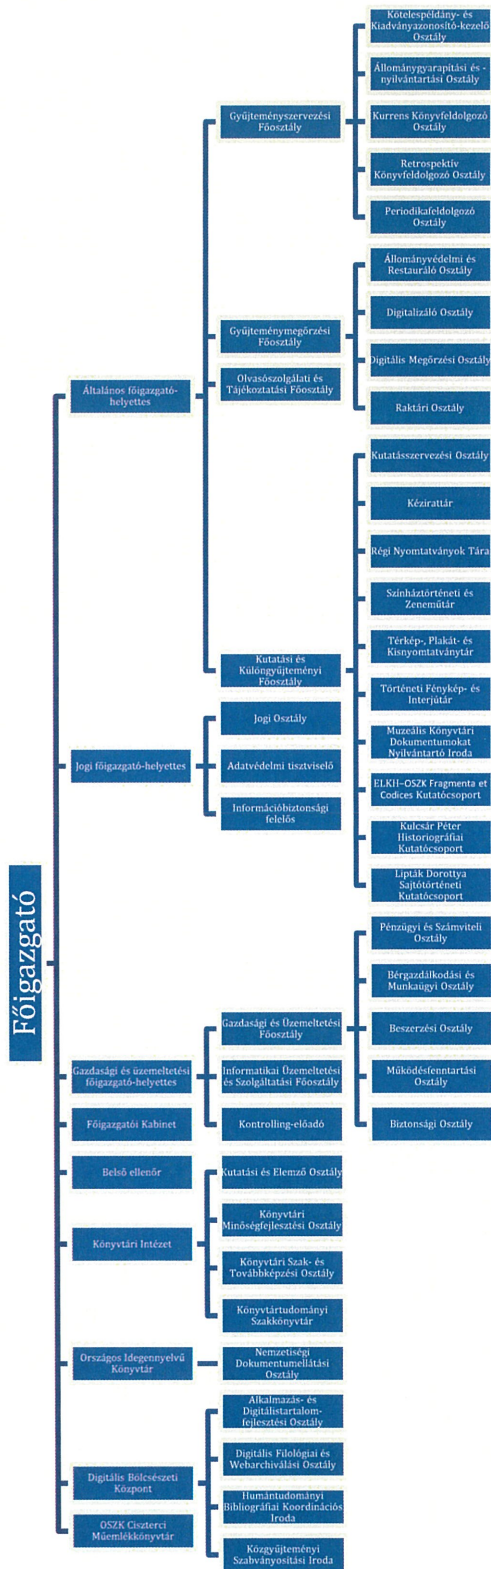 Főigazgató
Általános főigazgató-
helyettes
Gyűjteményszervezési
Főosztály
Kötelespéldány- és
Kiadványazonosító-kezelő
Osztály
Állománygyarapítási és -
nyilvántartási Osztály
Kurrens Könyvfeldolgozó
Osztály
Retrospektív
Könyvfeldolgozó Osztály
Periodikafeldolgozó
Osztály
Gyűjteménymegőrzési
Főosztály
Állományvédelmi és
Restauráló Osztály
Digitalizáló Osztály
Digitális Megőrzési Osztály
Raktári Osztály
Olvasószolgálati és
Tájékoztatási Főosztály
Kutatási és
Különgyűjteményi
Főosztály
Kutatásszervezési Osztály
Kézirattár
Régi Nyomtatványok Tára
Színháztörténeti és
Zeneműtár
Térkép-, Plakát- és
Kisnyomtatványtár
Történeti Fénykép- és
Interjútár
Muzeális Könyvtári
Dokumentumokat
Nyilvántartó Iroda
ELKH-OSZK Fragmenta et
Codices Kutatócsoport
Kulcsár Péter
Historiográfiai
Kutatócsoport
Lipták Dorottya
Sajtótörténeti
Kutatócsoport
Jogi főigazgató-helyettes
Jogi Osztály
Adatvédelmi tisztviselő
Információbiztonsági
felelős
Gazdasági és üzemeltetési
főigazgató-helyettes
Gazdasági és Üzemeltetési
Főosztály
Pénzügyi és Számviteli
Osztály
Bérgazdálkodási és
Munkaügyi Osztály
Beszerzési Osztály
Működésfenntartási
Osztály
Biztonsági Osztály
Informatikai Üzemeltetési
és Szolgáltatási Főosztály
Kontrolling-előadó
Főigazgatói Kabinet
Belső ellenőr
Könyvtári Intézet
Kutatási és Elemző Osztály
Könyvtári
Minőségfejlesztési Osztály
Könyvtári Szak- és
Továbbképzési Osztály
Könyvtártudományi
Szakkönyvtár
Országos Idegennyelvű
Könyvtár
Nemzetiségi
Dokumentumellátási
Osztály
Digitális Bölcsészeti
Központ
Alkalmazás- és
Digitálistartalom-
fejlesztési Osztály
Digitális Filológiai és
Webarchiválási Osztály
Humántudományi
Bibliográfiai Koordinációs
Iroda
Közgyűjteményi
Szabványosítási Iroda
OSZK Ciszterci
Műemlékkönyvtár